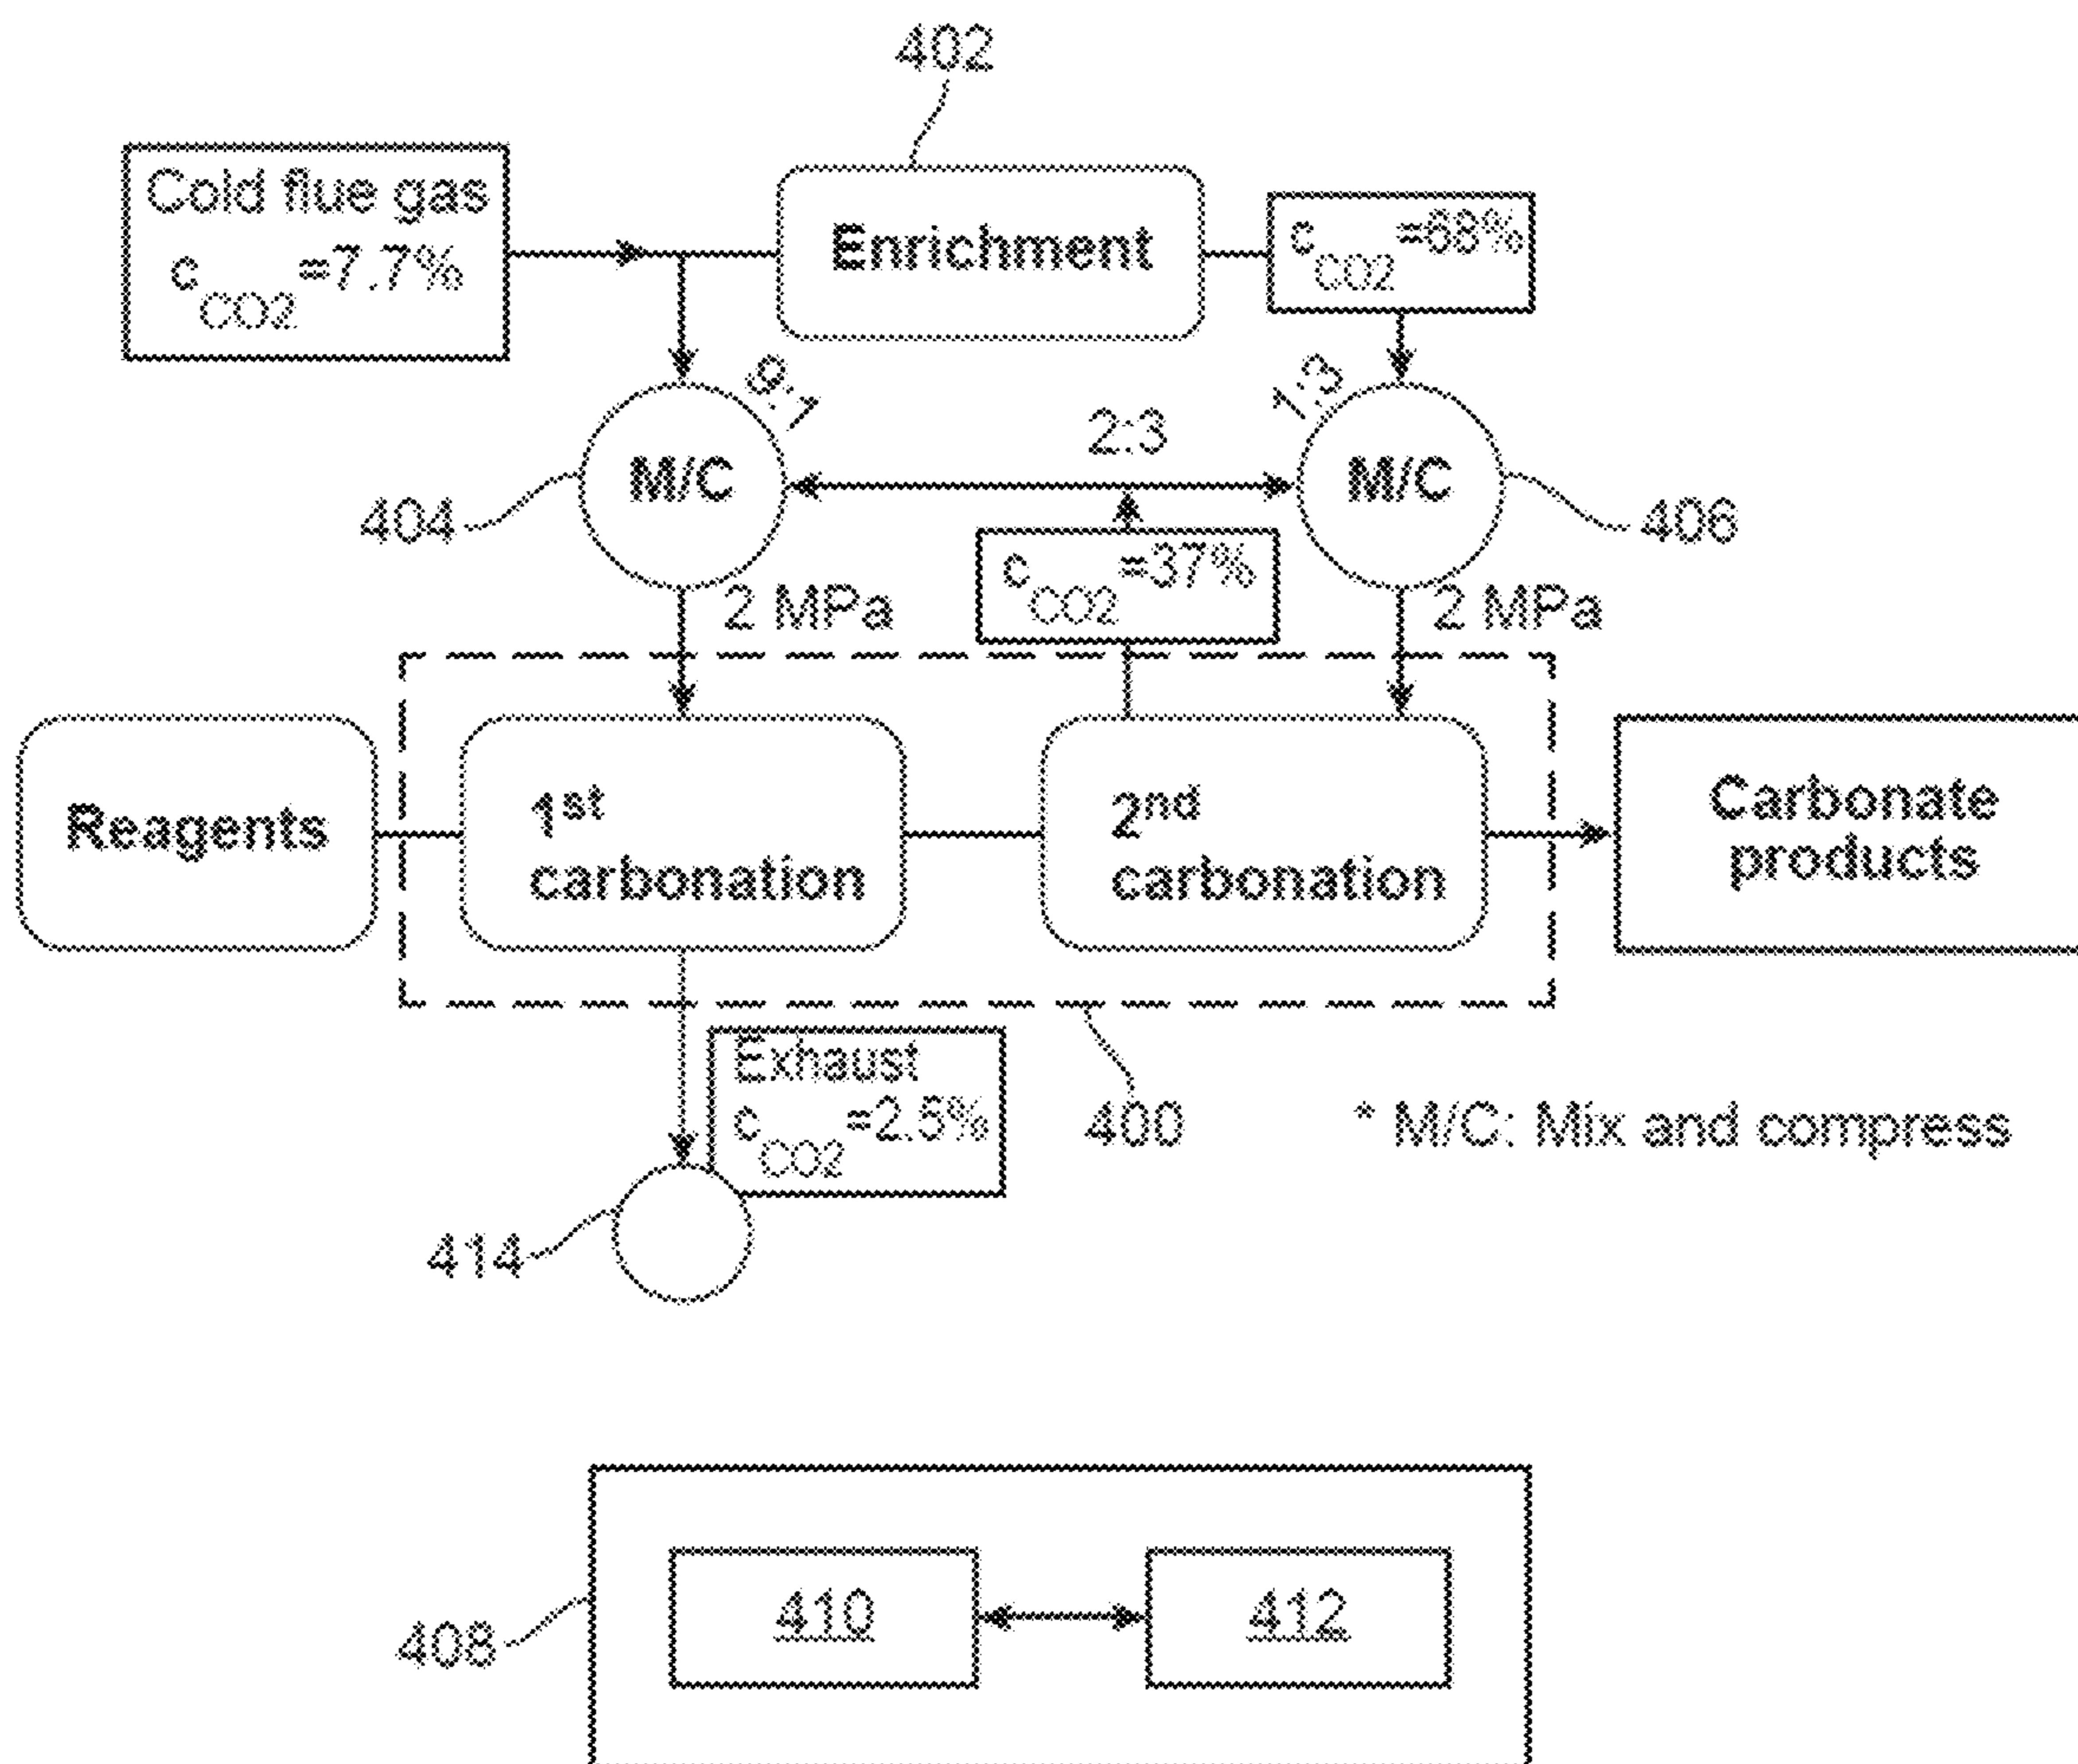 402
Cold flue gas
cCO2=7.7%
Enrichment
cCO2=68%
9:1
1:3
2:3
M/C
M/C
404
406
cCO2=37%
2 MPa
2 MPa
Reagents
1st
carbonation
2nd
carbonation
Carbonate
products
Exhaust
cCO2=2.5%
400
* M/C: Mix and compress
414
410
412
408